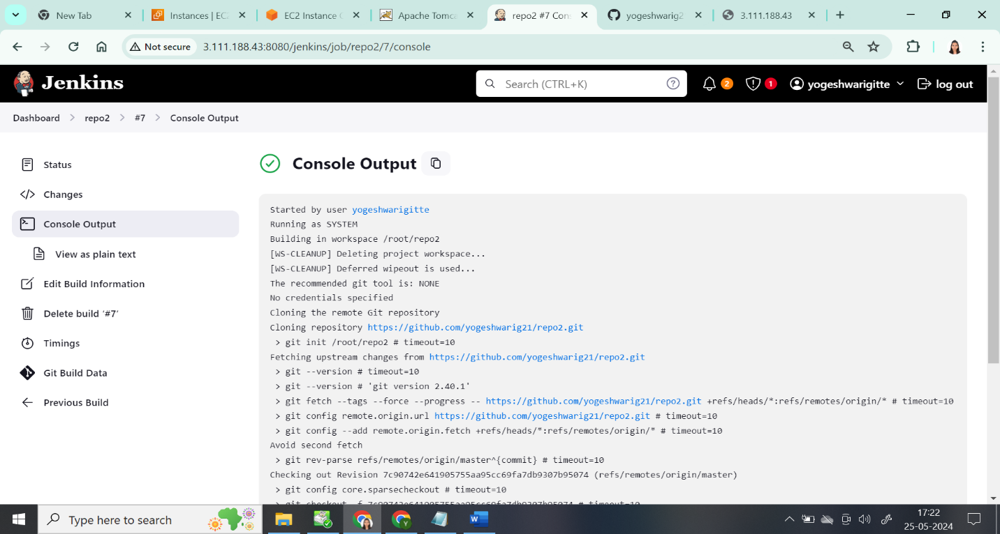 New Tab
Instances | EC
EC2 Instance C
Apache Tomca
repo2 #7 Cons
yogeshwarig2
3.111.188.43
Not secure
3.111.188.43:8080/jenkins/job/repo2/7/console
Jenkins
Search (CTRL+K)
2
1
yogeshwarigitte
log out
Dashboard > repo2 > #7 > Console Output
Status
Changes
Console Output
View as plain text
Edit Build Information
Delete build ‘#7’
Timings
Git Build Data
Previous Build
Console Output
Started by user yogeshwarigitte
Running as SYSTEM
Building in workspace /root/repo2
[WS-CLEANUP] Deleting project workspace...
[WS-CLEANUP] Deferred wipeout is used...
The recommended git tool is: NONE
No credentials specified
Cloning the remote Git repository
Cloning repository https://github.com/yogeshwarig21/repo2.git
> git init /root/repo2 # timeout=10
Fetching upstream changes from https://github.com/yogeshwarig21/repo2.git
> git --version # timeout=10
> git --version # 'git version 2.40.1'
> git fetch --tags --force --progress -- https://github.com/yogeshwarig21/repo2.git +refs/heads/*:refs/remotes/origin/* # timeout=10
> git config remote.origin.url https://github.com/yogeshwarig21/repo2.git # timeout=10
> git config --add remote.origin.fetch +refs/heads/*:refs/remotes/origin/* # timeout=10
Avoid second fetch
> git rev-parse refs/remotes/origin/master^{commit} # timeout=10
Checking out Revision 7c90742e641905755aa95cc69fa7db9307b95074 (refs/remotes/origin/master)
> git config core.sparsecheckout # timeout=10
> git checkout -f 7c90742e641905755aa95cc69fa7db9307b95074 # timeout=10
Type here to search
17:22
25-05-2024